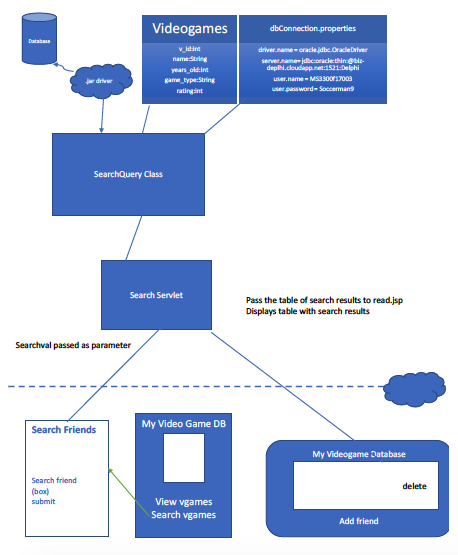 Database
.jar driver
Videogames
v_id:int
name:String
years_old:int
game_type:String
rating:int
dbConnection.properties
driver.name = oracle.jdbc.OracleDriver
server.name= jdbc:oracle:thin:@biz-
dephi.cloudapp.net:1521:Delphi
user.name = MS3300f17003
user.password = Soccerman9
SearchQuery Class
Search Servlet
Pass the table of search results to read.jsp
Displays table with search results
Searchval passed as parameter
Search Friends
Search friend
(box)
submit
My Video Game DB
View vgames
Search vgames
My Videogame Database
delete
Add friend